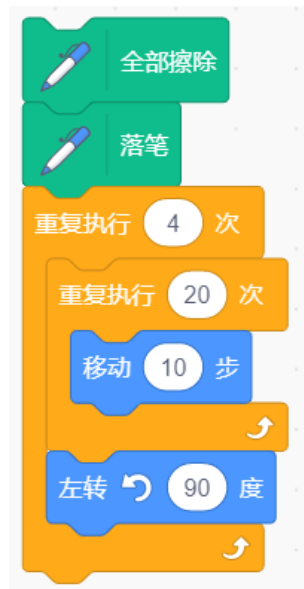 全部擦除
落笔
重复执行 4 次
重复执行 20 次
移动 10 步
左转 90 度